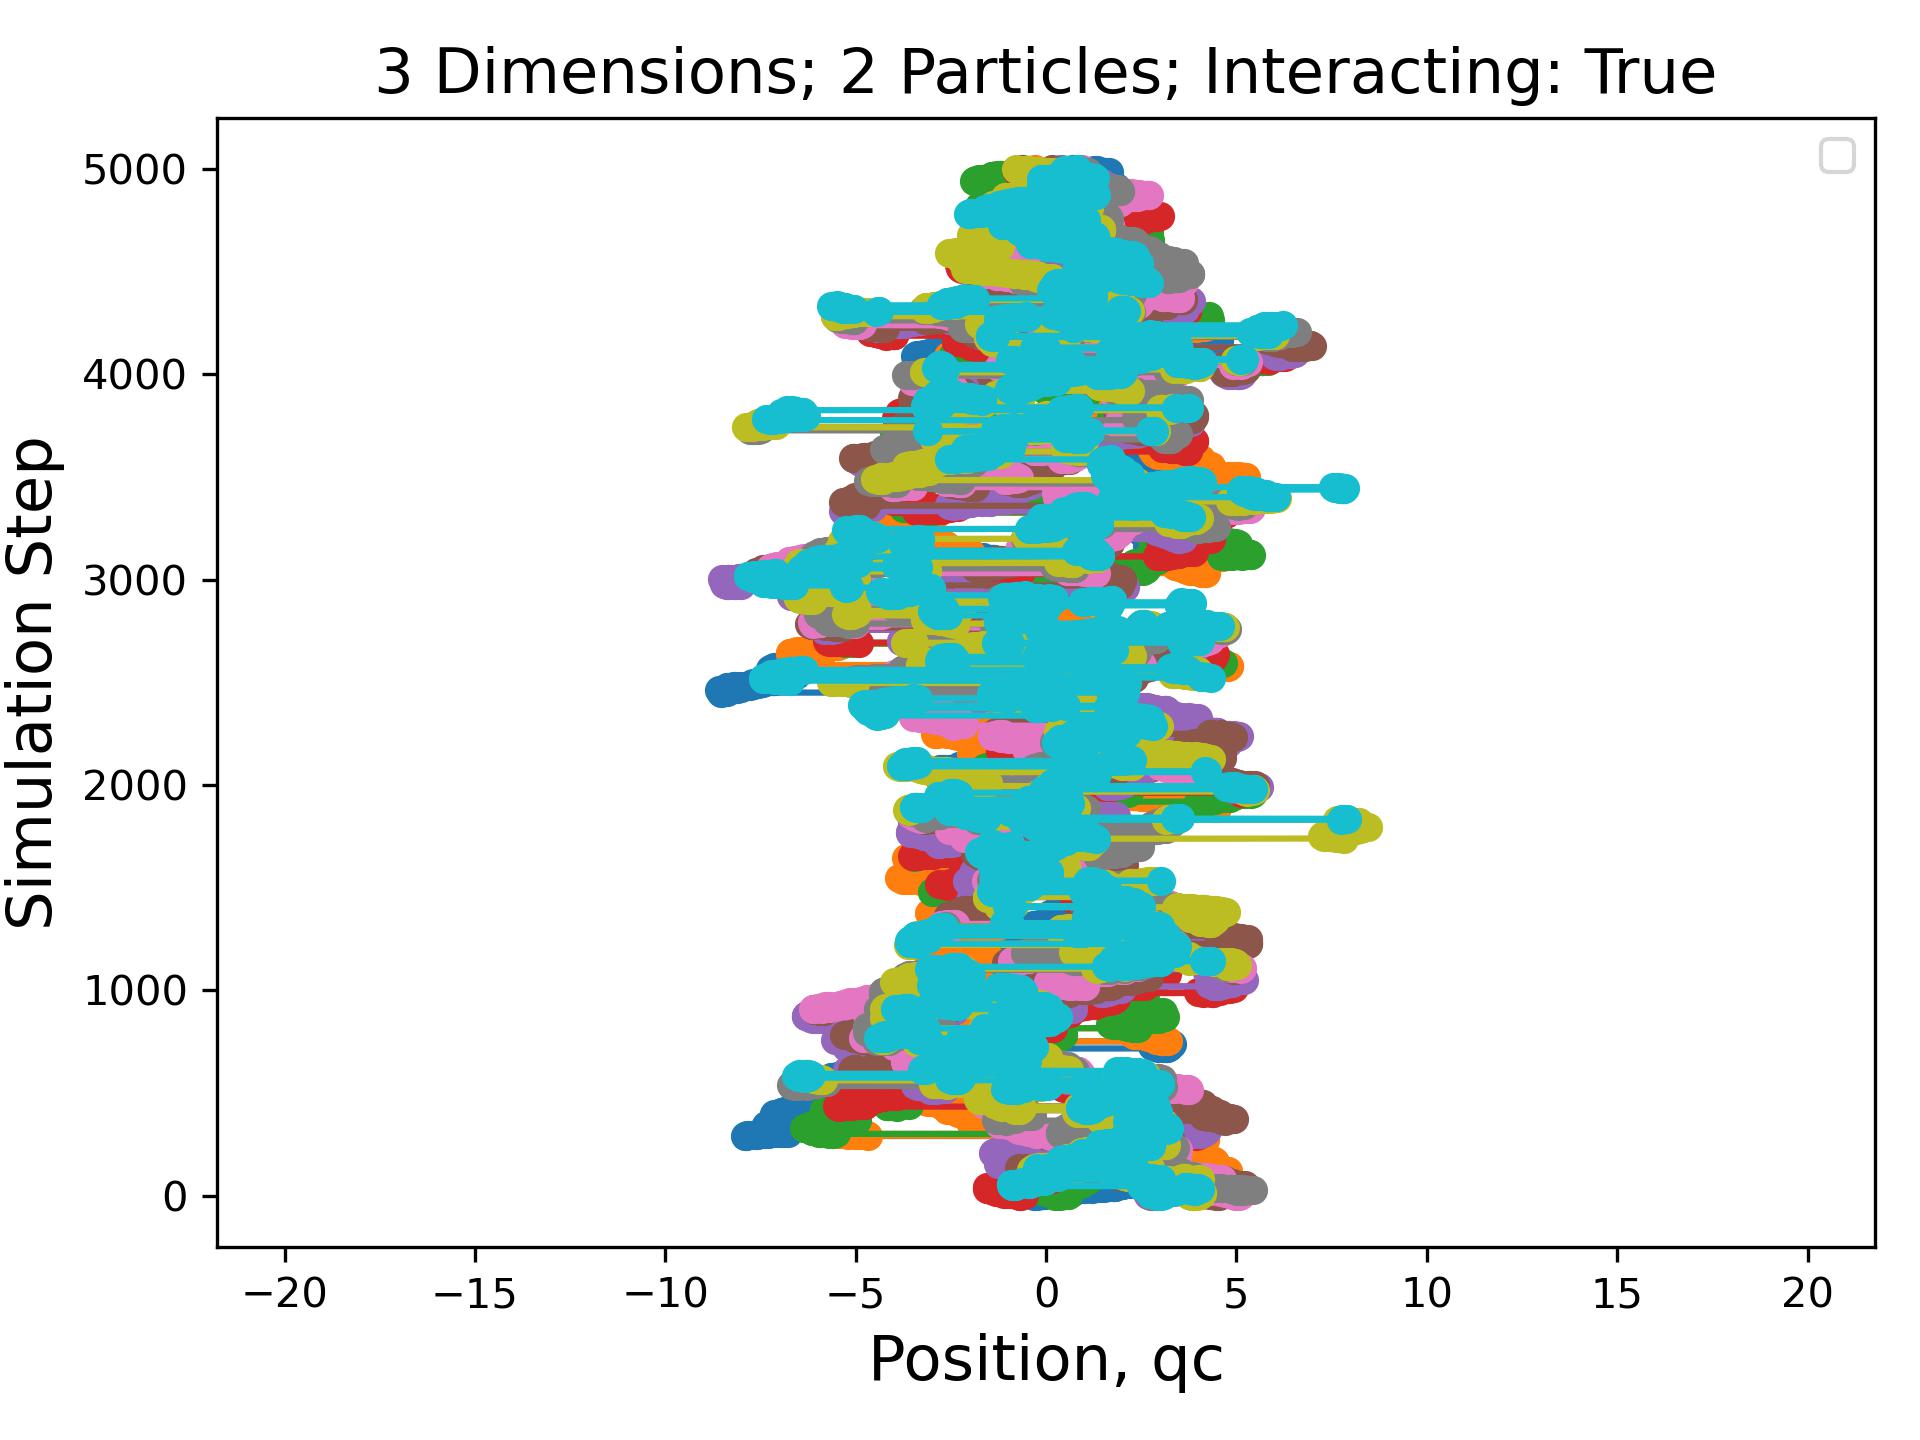 3 Dimensions; 2 Particles; Interacting: True
5000
4000
3000
2000
1000
0
Simulation Step
−20 −15 −10 −5 0 5 10 15 20
Position, qc